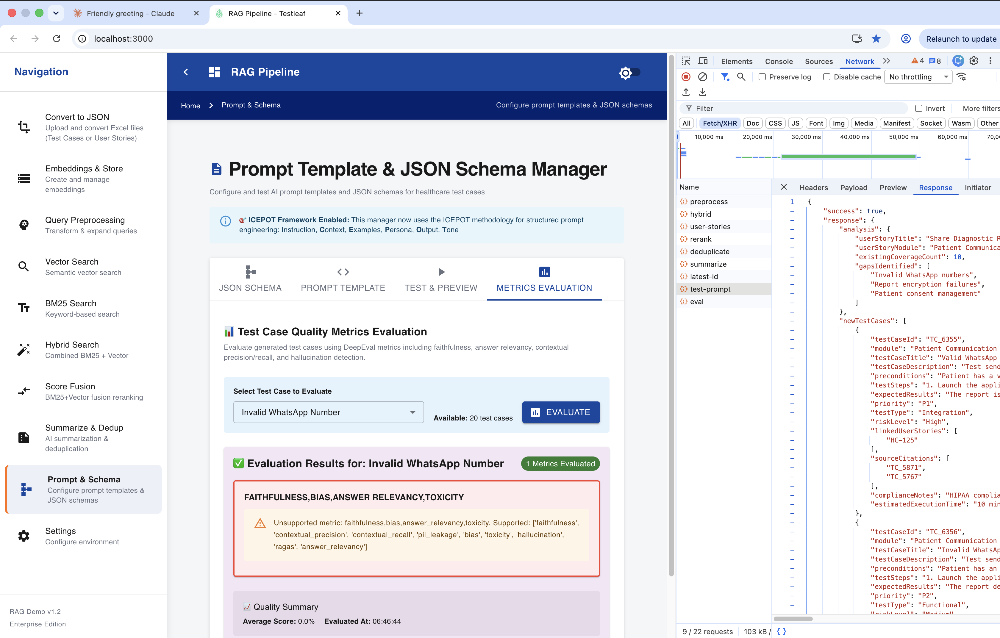 Friendly greeting - Claude
RAG Pipeline - Testleaf
localhost:3000
Relaunch to update
Navigation
Convert to JSON
Upload and convert Excel files
(Test Cases or User Stories)
Embeddings & Store
Create and manage
embeddings
Query Preprocessing
Transform & expand queries
Vector Search
Semantic vector search
BM25 Search
Keyword-based search
Hybrid Search
Combined BM25 + Vector
Score Fusion
BM25+Vector fusion reranking
Summarize & Dedup
AI summarization &
deduplication
Prompt & Schema
Configure prompt templates &
JSON schemas
Settings
Configure environment
RAG Demo v1.2
Enterprise Edition
RAG Pipeline
Home
Prompt & Schema
Configure prompt templates & JSON schemas
Prompt Template & JSON Schema Manager
Configure and test AI prompt templates and JSON schemas for healthcare test cases
🎯 ICEPOT Framework Enabled: This manager now uses the ICEPOT methodology for structured prompt
engineering: Instruction, Context, Examples, Persona, Output, Tone
JSON SCHEMA
PROMPT TEMPLATE
TEST & PREVIEW
METRICS EVALUATION
📊 Test Case Quality Metrics Evaluation
Evaluate generated test cases using DeepEval metrics including faithfulness, answer relevancy, contextual
precision/recall, and hallucination detection.
Select Test Case to Evaluate
Invalid WhatsApp Number
Available: 20 test cases
EVALUATE
✅ Evaluation Results for: Invalid WhatsApp Number
1 Metrics Evaluated
FAITHFULNESS,BIAS,ANSWER RELEVANCY,TOXICITY
Unsupported metric: faithfulness,bias,answer_relevancy,toxicity. Supported: ['faithfulness',
'contextual_precision', 'contextual_recall', 'pii_leakage', 'bias', 'toxicity', 'hallucination',
'ragas', 'answer_relevancy']
📈 Quality Summary
Average Score: 0.0% Evaluated At: 06:46:44
Elements
Console
Sources
Network
4
8
Preserve log
Disable cache
No throttling
Filter
Invert
More filters
All
Fetch/XHR
Doc
CSS
JS
Font
Img
Media
Manifest
Socket
Wasm
Other
10,000 ms
20,000 ms
30,000 ms
40,000 ms
50,000 ms
60,000 ms
70,0
Name
preprocess
hybrid
user-stories
rerank
deduplicate
summarize
latest-id
test-prompt
eval
Headers
Payload
Preview
Response
Initiator
1
{
"success": true,
"response": {
"analysis": {
"userStoryTitle": "Share Diagnostic R
"userStoryModule": "Patient Communica
"existingCoverageCount": 10,
"gapsIdentified": [
"Invalid WhatsApp numbers",
"Report encryption failures",
"Patient consent management"
]
},
"newTestCases": [
{
"testCaseId": "TC_6355",
"module": "Patient Communication
"testCaseTitle": "Valid WhatsApp
"testCaseDescription": "Test send
"preconditions": "Patient has a v
"testSteps": "1. Launch the appli
"expectedResults": "The report is
"priority": "P1",
"testType": "Integration",
"riskLevel": "High",
"linkedUserStories": [
"HC-125"
],
"sourceCitations": [
"TC_5871",
"TC_5767"
],
"complianceNotes": "HIPAA complia
"estimatedExecutionTime": "10 min
},
{
"testCaseId": "TC_6356",
"module": "Patient Communication
"testCaseTitle": "Invalid WhatsAp
"testCaseDescription": "Test send
"preconditions": "Patient has an
"testSteps": "1. Launch the appli
"expectedResults": "The report de
"priority": "P2",
"testType": "Functional",
"riskLevel": "Medium"
9 / 22 requests
103 kB /
{ }